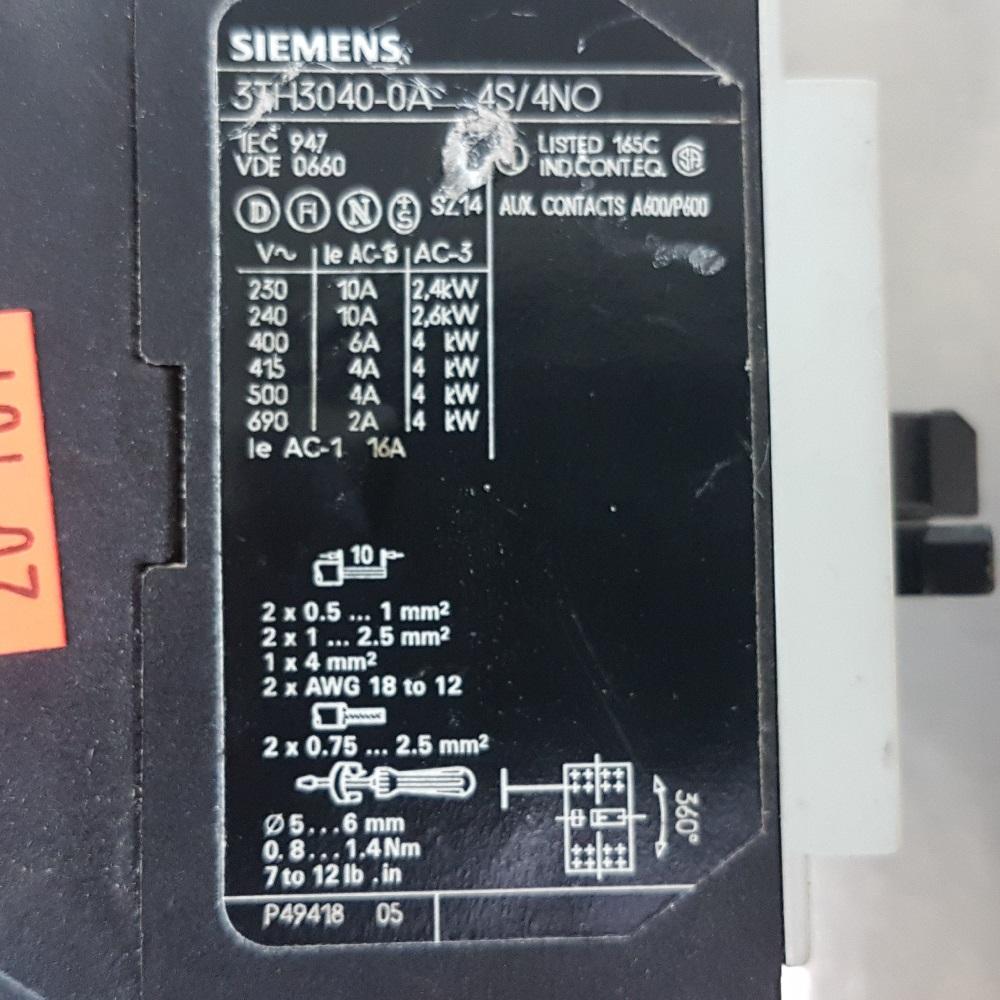 SIEMENS
3TH3040-0A 4S/4NO
IEC 947
VDE 0660
LISTED 165C
IND.CONT.EQ.
SA
D FI N +S SZ14
AUX. CONTACTS A600/P600
V~ Ie AC-15 AC-3
230 10A 2,4kW
240 10A 2,6kW
400 6A 4 kW
415 4A 4 kW
500 4A 4 kW
690 2A 4 kW
Ie AC-1 16A
10
2 x 0.5 ... 1 mm²
2 x 1 ... 2.5 mm²
1 x 4 mm²
2 x AWG 18 to 12
2 x 0.75 ... 2.5 mm²
360°
Ø 5...6 mm
0.8...1.4Nm
7 to 12 lb .in
P49418 05